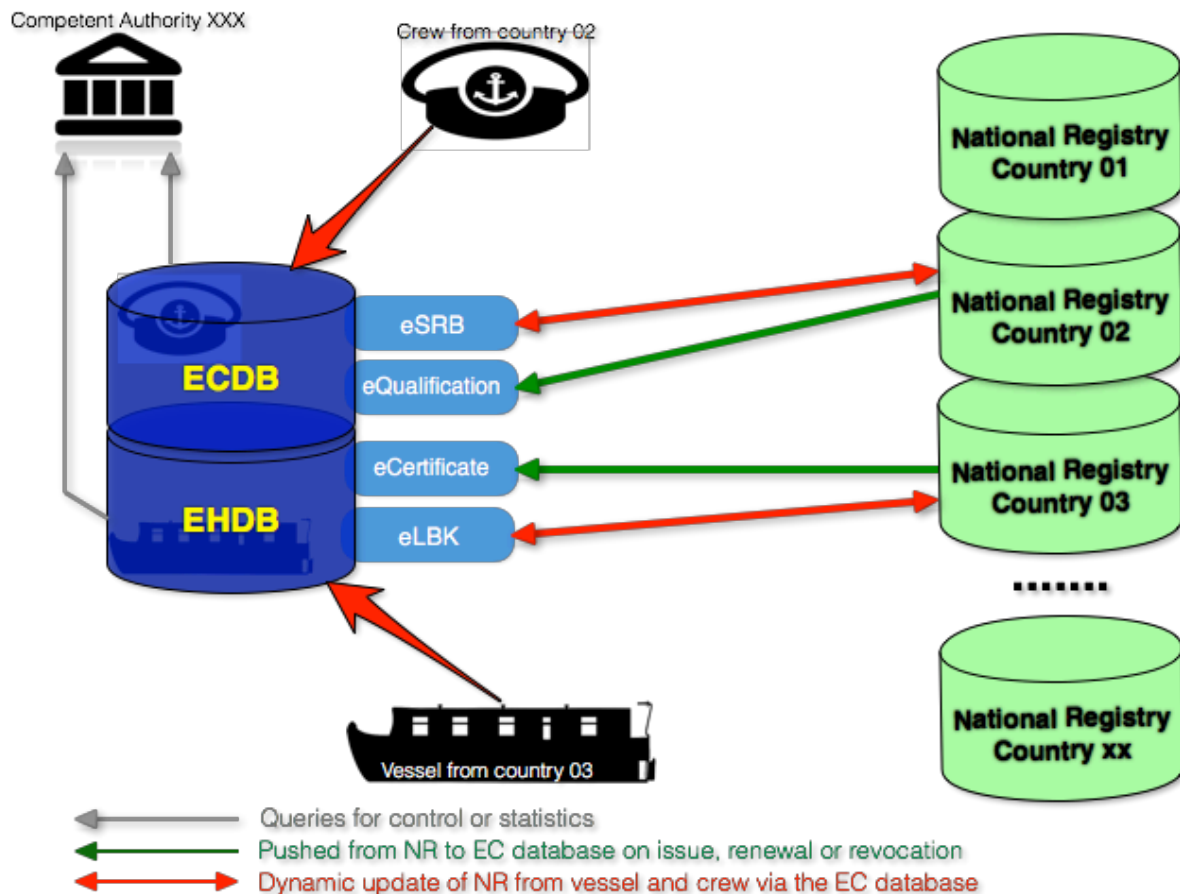 Competent Authority XXX
Crew from country 02
National Registry
Country 01
National Registry
Country 02
National Registry
Country 03
.......
National Registry
Country xx
ECDB
EHDB
eSRB
eQualification
eCertificate
eLBK
Vessel from country 03
Queries for control or statistics
Pushed from NR to EC database on issue, renewal or revocation
Dynamic update of NR from vessel and crew via the EC database